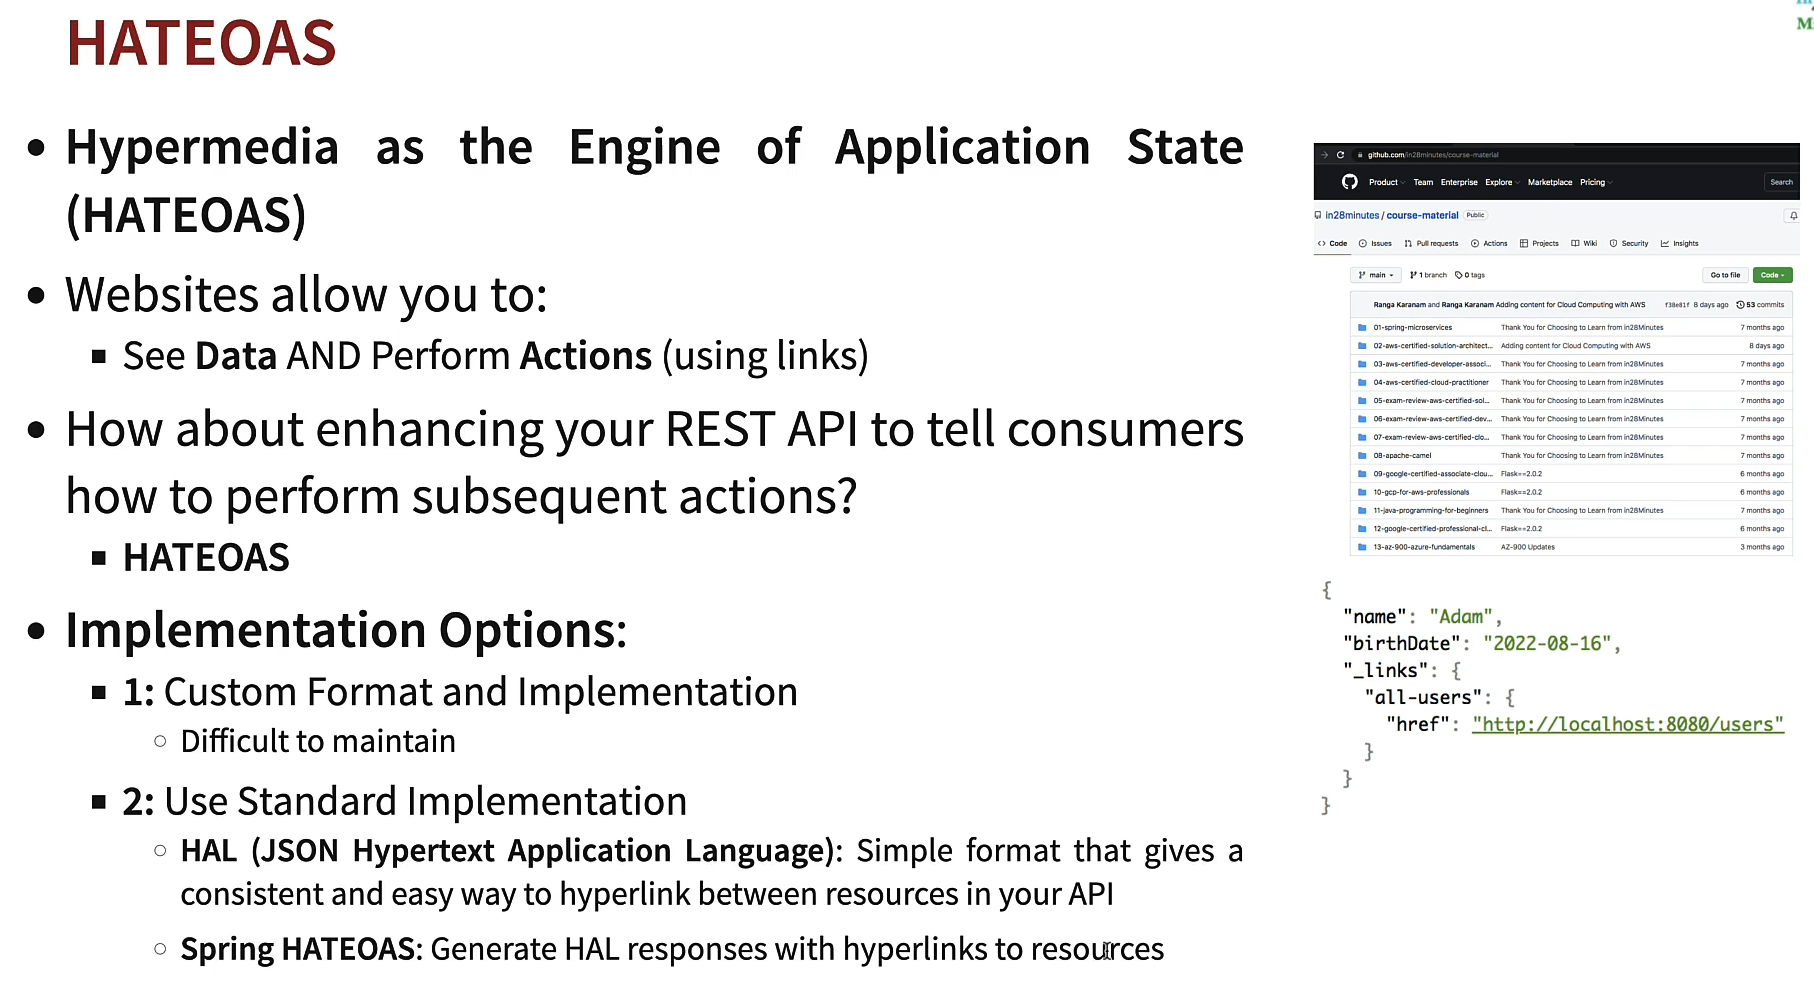 HATEOAS
• Hypermedia as the Engine of Application State
(HATEOAS)
• Websites allow you to:
▪ See Data AND Perform Actions (using links)
• How about enhancing your REST API to tell consumers
how to perform subsequent actions?
▪ HATEOAS
• Implementation Options:
▪ 1: Custom Format and Implementation
○ Difficult to maintain
▪ 2: Use Standard Implementation
○ HAL (JSON Hypertext Application Language): Simple format that gives a
consistent and easy way to hyperlink between resources in your API
○ Spring HATEOAS: Generate HAL responses with hyperlinks to resources
github.com/in28minutes/course-material
Product Team Enterprise Explore Marketplace Pricing Search
in28minutes / course-material Public
<> Code Issues Pull requests Actions Projects Wiki Security Insights
main 1 branch 0 tags Go to file Code
Ranga Karanam and Ranga Karanam Adding content for Cloud Computing with AWS f38e81f 8 days ago 53 commits
01-spring-microservices Thank You for Choosing to Learn from in28Minutes 7 months ago
02-aws-certified-solution-architect... Adding content for Cloud Computing with AWS 8 days ago
03-aws-certified-developer-associ... Thank You for Choosing to Learn from in28Minutes 7 months ago
04-aws-certified-cloud-practitioner Thank You for Choosing to Learn from in28Minutes 7 months ago
05-exam-review-aws-certified-sol... Thank You for Choosing to Learn from in28Minutes 7 months ago
06-exam-review-aws-certified-dev... Thank You for Choosing to Learn from in28Minutes 7 months ago
07-exam-review-aws-certified-clo... Thank You for Choosing to Learn from in28Minutes 7 months ago
08-apache-camel Thank You for Choosing to Learn from in28Minutes 7 months ago
09-google-certified-associate-clou... Flask==2.0.2 6 months ago
10-gcp-for-aws-professionals Flask==2.0.2 6 months ago
11-java-programming-for-beginners Thank You for Choosing to Learn from in28Minutes 7 months ago
12-google-certified-professional-cl... Flask==2.0.2 6 months ago
13-az-900-azure-fundamentals AZ-900 Updates 3 months ago
{
"name": "Adam",
"birthDate": "2022-08-16",
"_links": {
"all-users": {
"href": "http://localhost:8080/users"
}
}
}